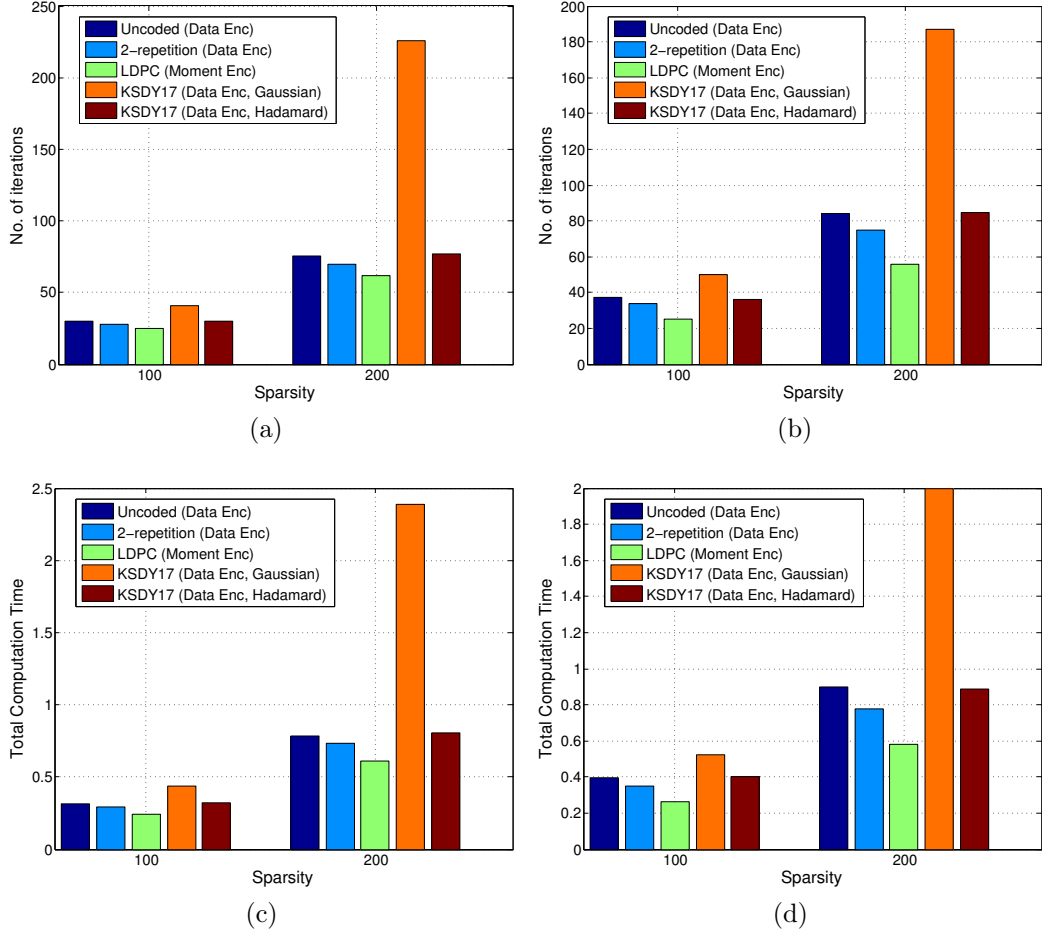 250
200
150
100
50
0
No. of iterations
Uncoded (Data Enc)
2−repetition (Data Enc)
LDPC (Moment Enc)
KSDY17 (Data Enc, Gaussian)
KSDY17 (Data Enc, Hadamard)
100
200
Sparsity
(a)
200
180
160
140
120
100
80
60
40
20
0
No. of iterations
Uncoded (Data Enc)
2−repetition (Data Enc)
LDPC (Moment Enc)
KSDY17 (Data Enc, Gaussian)
KSDY17 (Data Enc, Hadamard)
100
200
Sparsity
(b)
2.5
2
1.5
1
0.5
0
Total Computation Time
Uncoded (Data Enc)
2−repetition (Data Enc)
LDPC (Moment Enc)
KSDY17 (Data Enc, Gaussian)
KSDY17 (Data Enc, Hadamard)
100
200
Sparsity
(c)
2
1.8
1.6
1.4
1.2
1
0.8
0.6
0.4
0.2
0
Total Computation Time
Uncoded (Data Enc)
2−repetition (Data Enc)
LDPC (Moment Enc)
KSDY17 (Data Enc, Gaussian)
KSDY17 (Data Enc, Hadamard)
100
200
Sparsity
(d)